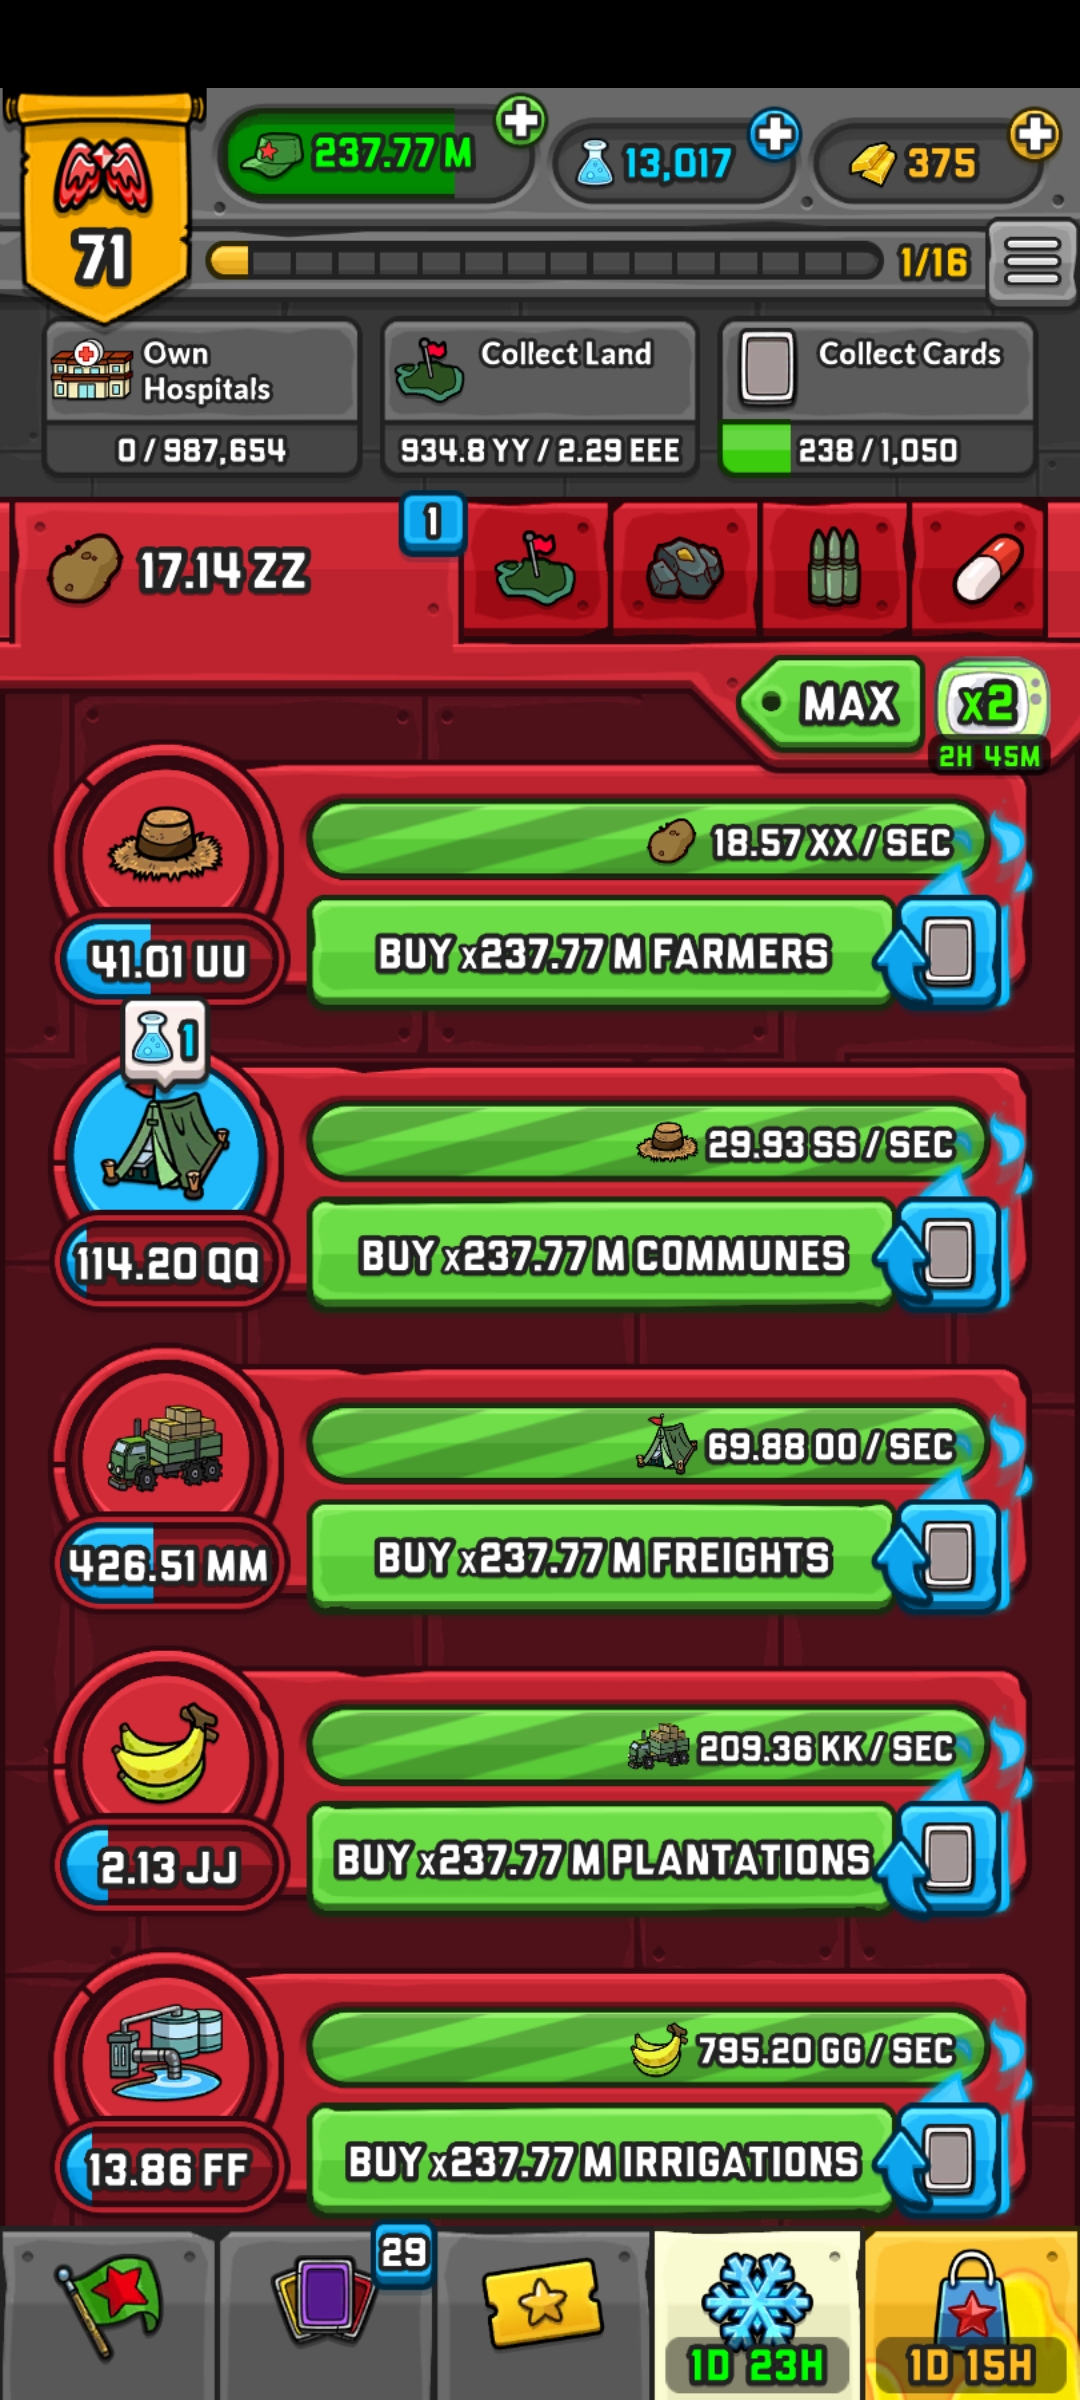 71
237.77 M
13,017
375
1/16
Own
Hospitals
0 / 987,654
Collect Land
934.8 YY / 2.29 EEE
Collect Cards
238 / 1,050
17.14 ZZ
1
MAX
x2
2H 45M
18.57 XX / SEC
BUY x237.77 M FARMERS
41.01 UU
1
29.93 SS / SEC
BUY x237.77 M COMMUNES
114.20 QQ
69.88 OO / SEC
BUY x237.77 M FREIGHTS
426.51 MM
209.36 KK / SEC
BUY x237.77 M PLANTATIONS
2.13 JJ
795.20 GG / SEC
BUY x237.77 M IRRIGATIONS
13.86 FF
29
1D 23H
1D 15H